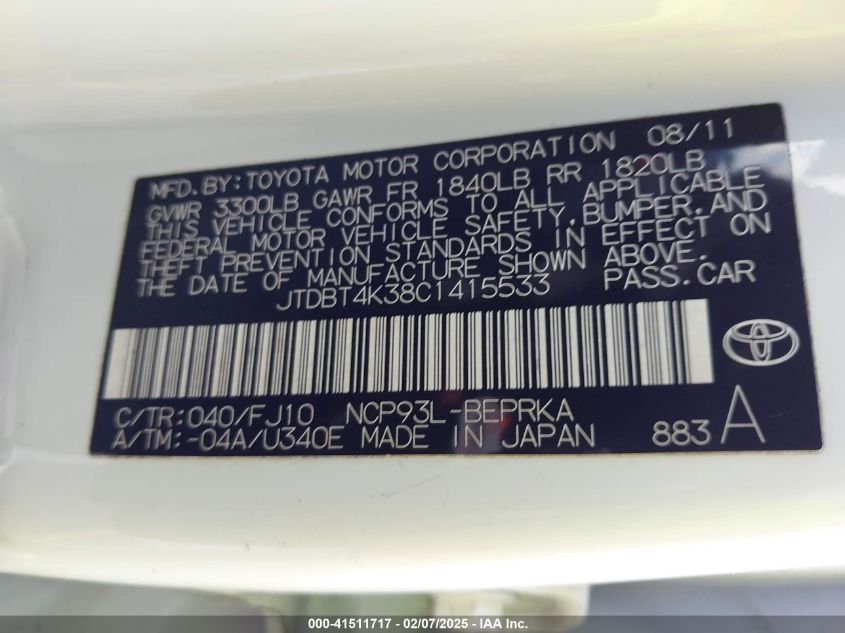 MFD. BY: TOYOTA MOTOR CORPORATION 08/11
GVWR 3300LB GAWR FR 1840LB RR 1820LB
THIS VEHICLE CONFORMS TO ALL APPLICABLE
FEDERAL MOTOR VEHICLE SAFETY, BUMPER, AND
THEFT PREVENTION STANDARDS IN EFFECT ON
THE DATE OF MANUFACTURE SHOWN ABOVE.
JTDBT4K38C1415533 PASS. CAR
C/TR: 040/FJ10 NCP93L-BEPRKA
A/TM: -04A/U340E MADE IN JAPAN 883 A
000-41511717 - 02/07/2025 - IAA Inc.